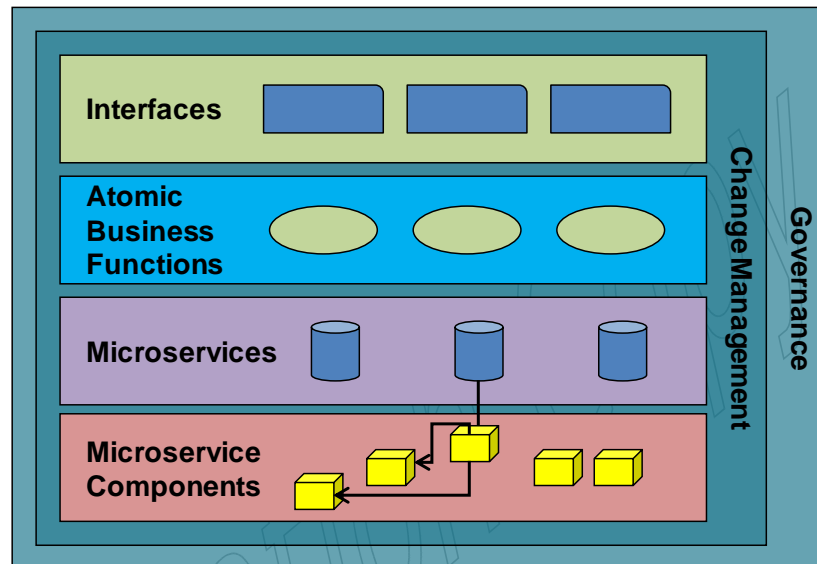 Interfaces
Atomic
Business
Functions
Microservices
Microservice
Components
Change Management
Governance